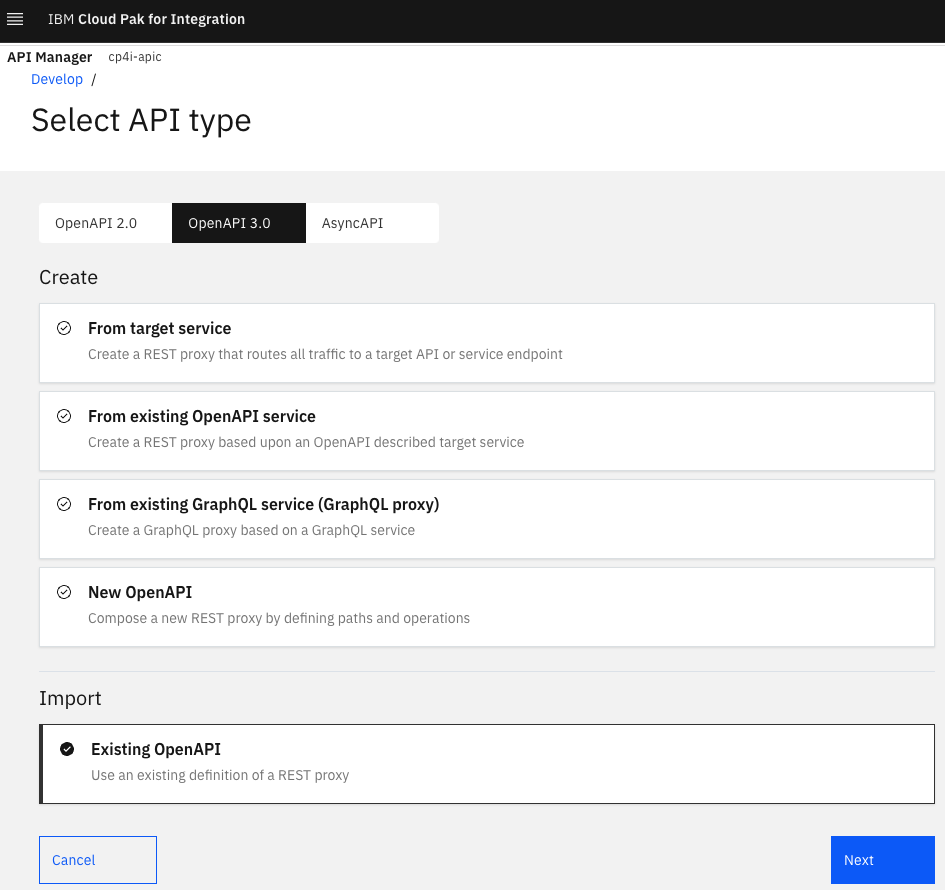 IBM Cloud Pak for Integration
API Manager cp4i-apic
Develop /
Select API type
OpenAPI 2.0 OpenAPI 3.0 AsyncAPI
Create
From target service
Create a REST proxy that routes all traffic to a target API or service endpoint
From existing OpenAPI service
Create a REST proxy based upon an OpenAPI described target service
From existing GraphQL service (GraphQL proxy)
Create a GraphQL proxy based on a GraphQL service
New OpenAPI
Compose a new REST proxy by defining paths and operations
Import
Existing OpenAPI
Use an existing definition of a REST proxy
Cancel Next